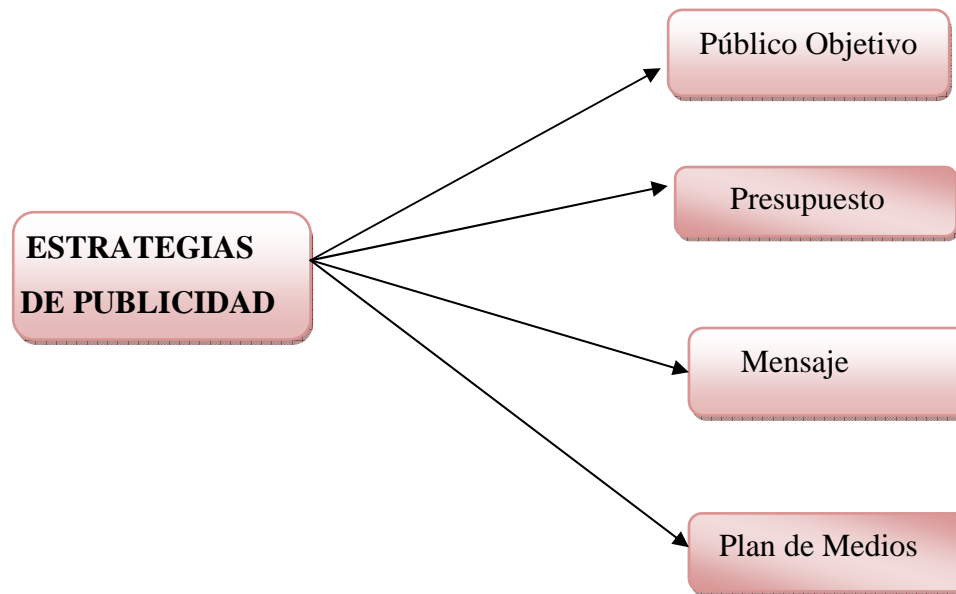 Público Objetivo
Presupuesto
ESTRATEGIAS
DE PUBLICIDAD
Mensaje
Plan de Medios